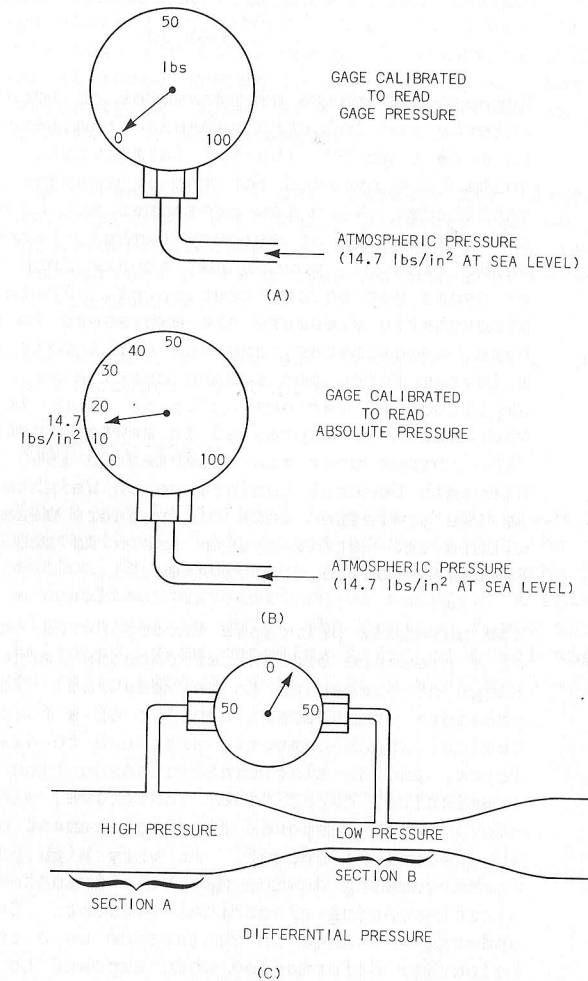 50
lbs
0
100
GAGE CALIBRATED
TO READ
GAGE PRESSURE
ATMOSPHERIC PRESSURE
(14.7 lbs/in² AT SEA LEVEL)
(A)
50
40
30
20
14.7
lbs/in² 10
0
100
GAGE CALIBRATED
TO READ
ABSOLUTE PRESSURE
ATMOSPHERIC PRESSURE
(14.7 lbs/in² AT SEA LEVEL)
(B)
0
50
50
HIGH PRESSURE
LOW PRESSURE
SECTION A
SECTION B
DIFFERENTIAL PRESSURE
(C)